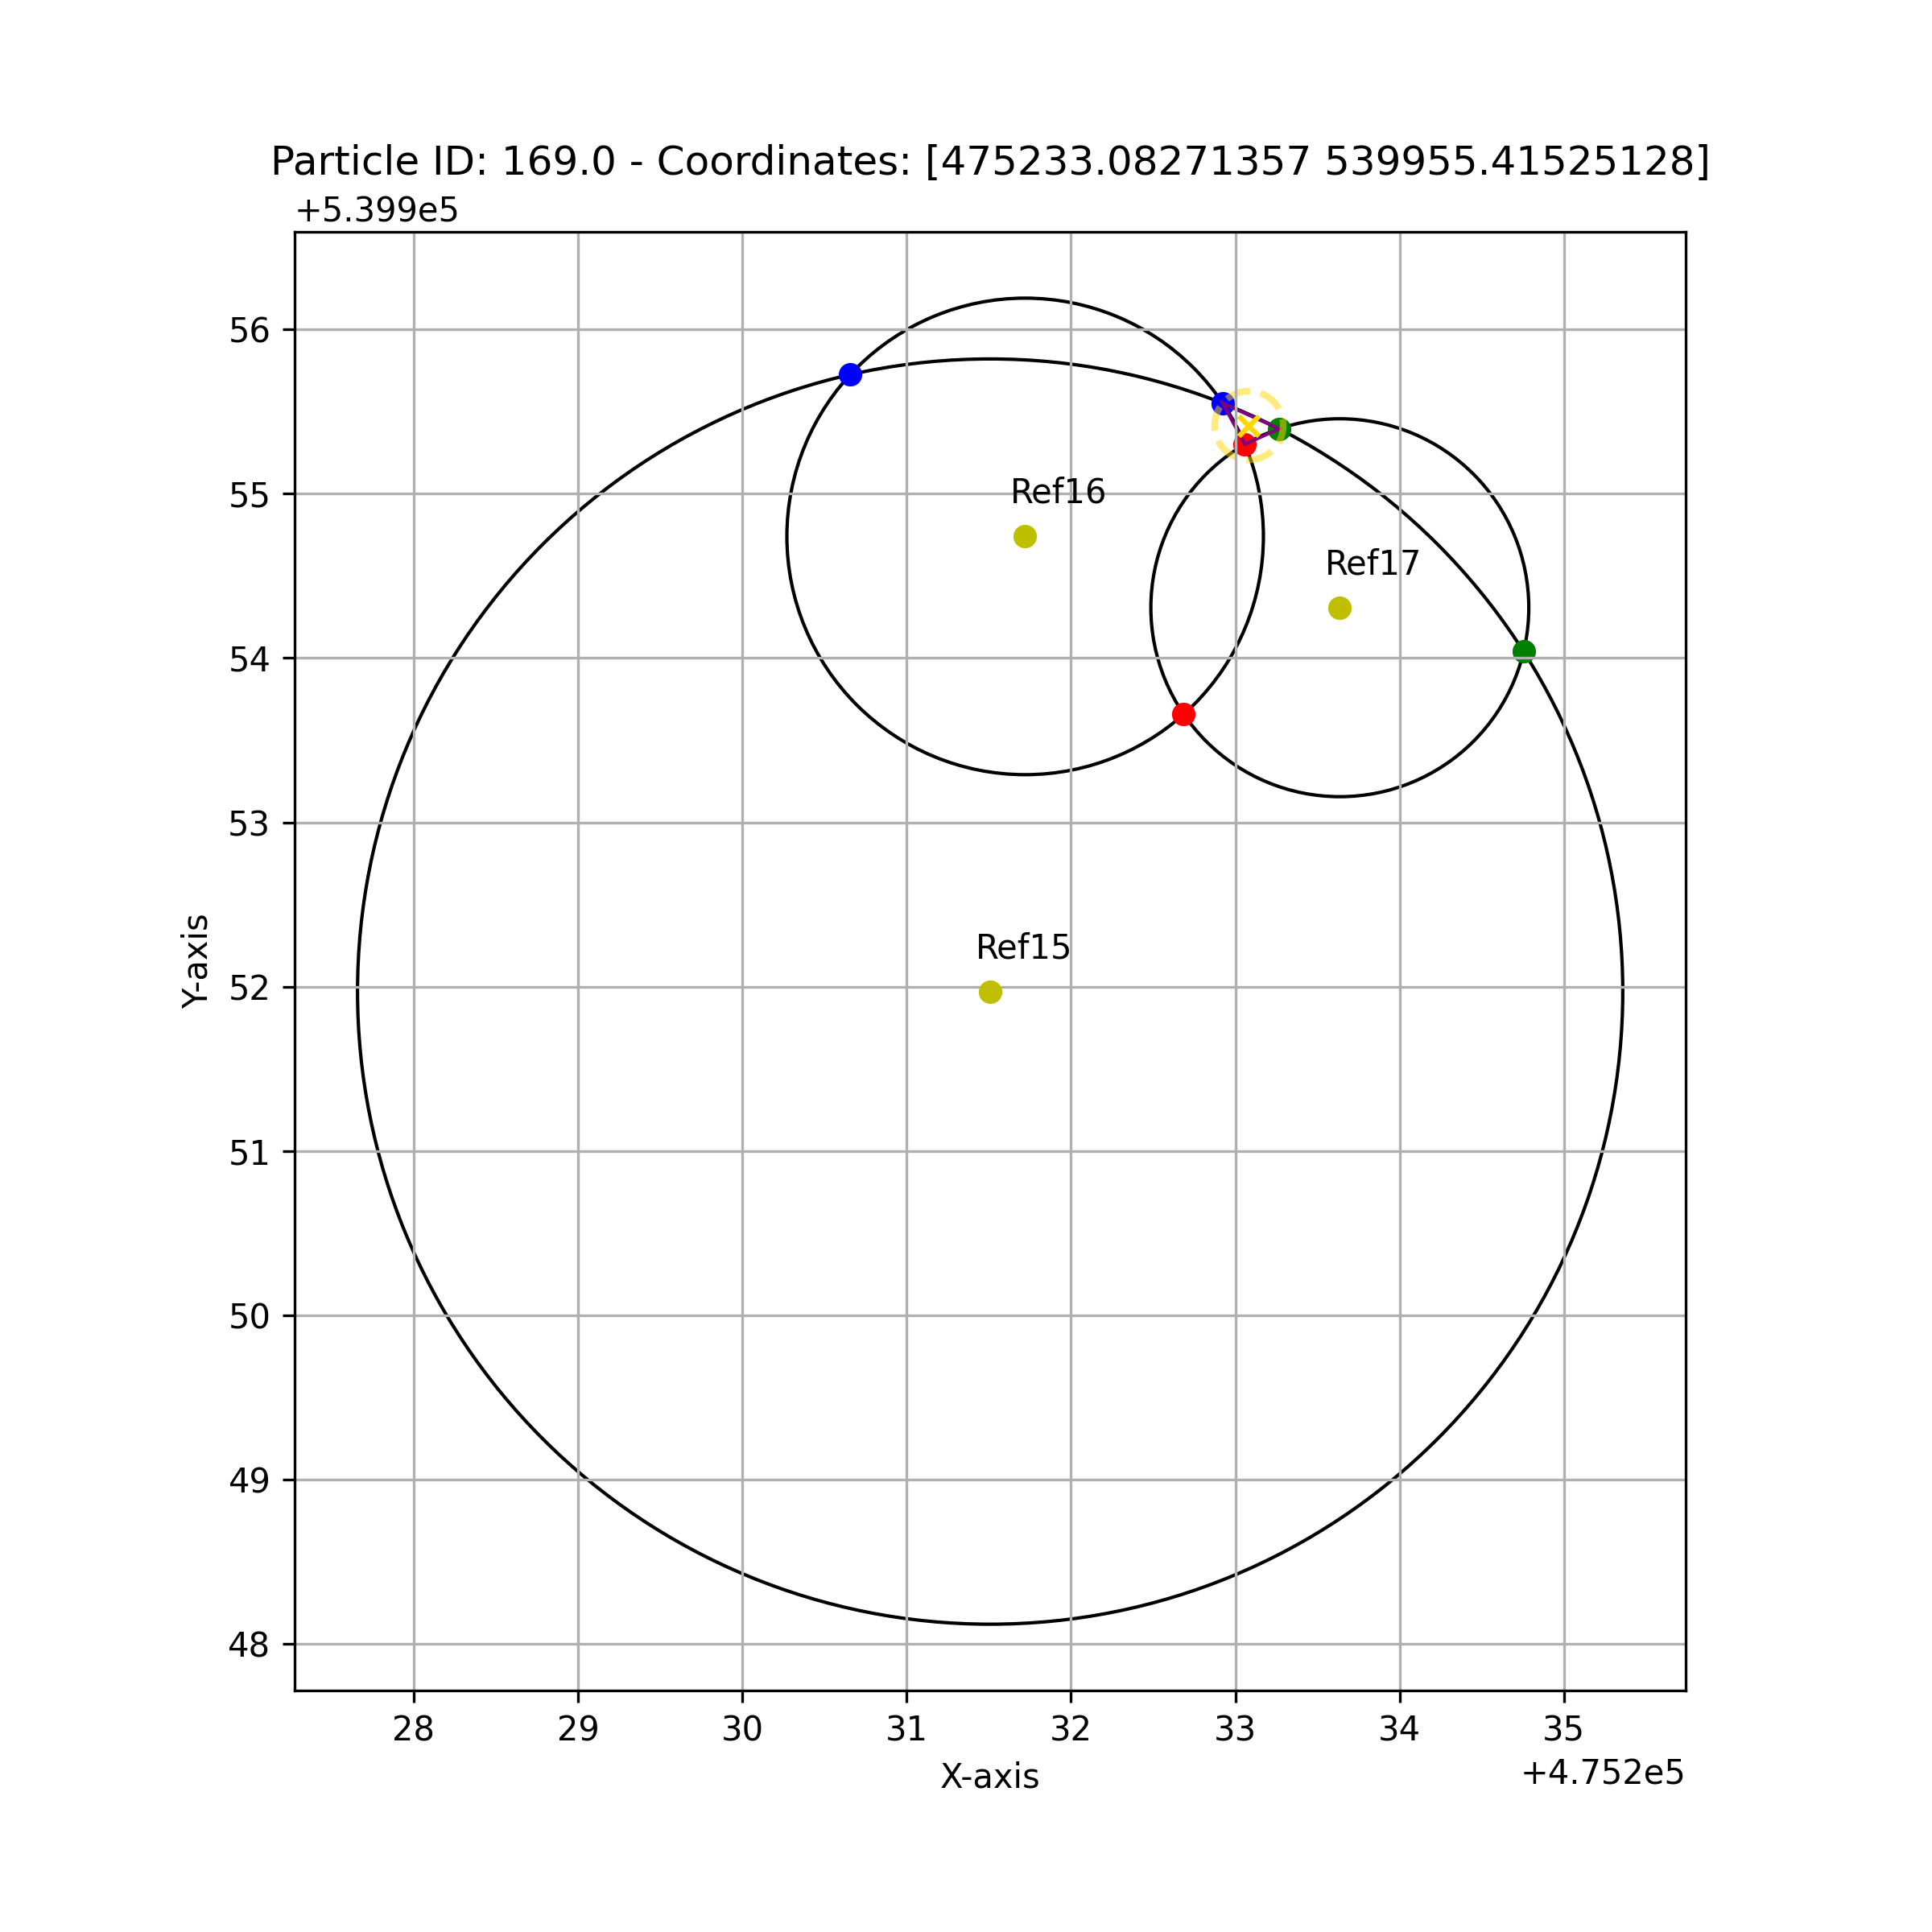 Particle ID: 169.0 - Coordinates: [475233.08271357 539955.41525128]
+5.399e5
56
55
Ref16
Ref17
54
53
Y-axis
Ref15
52
51
50
49
48
28 29 30 31 32 33 34 35
X-axis
+4.752e5